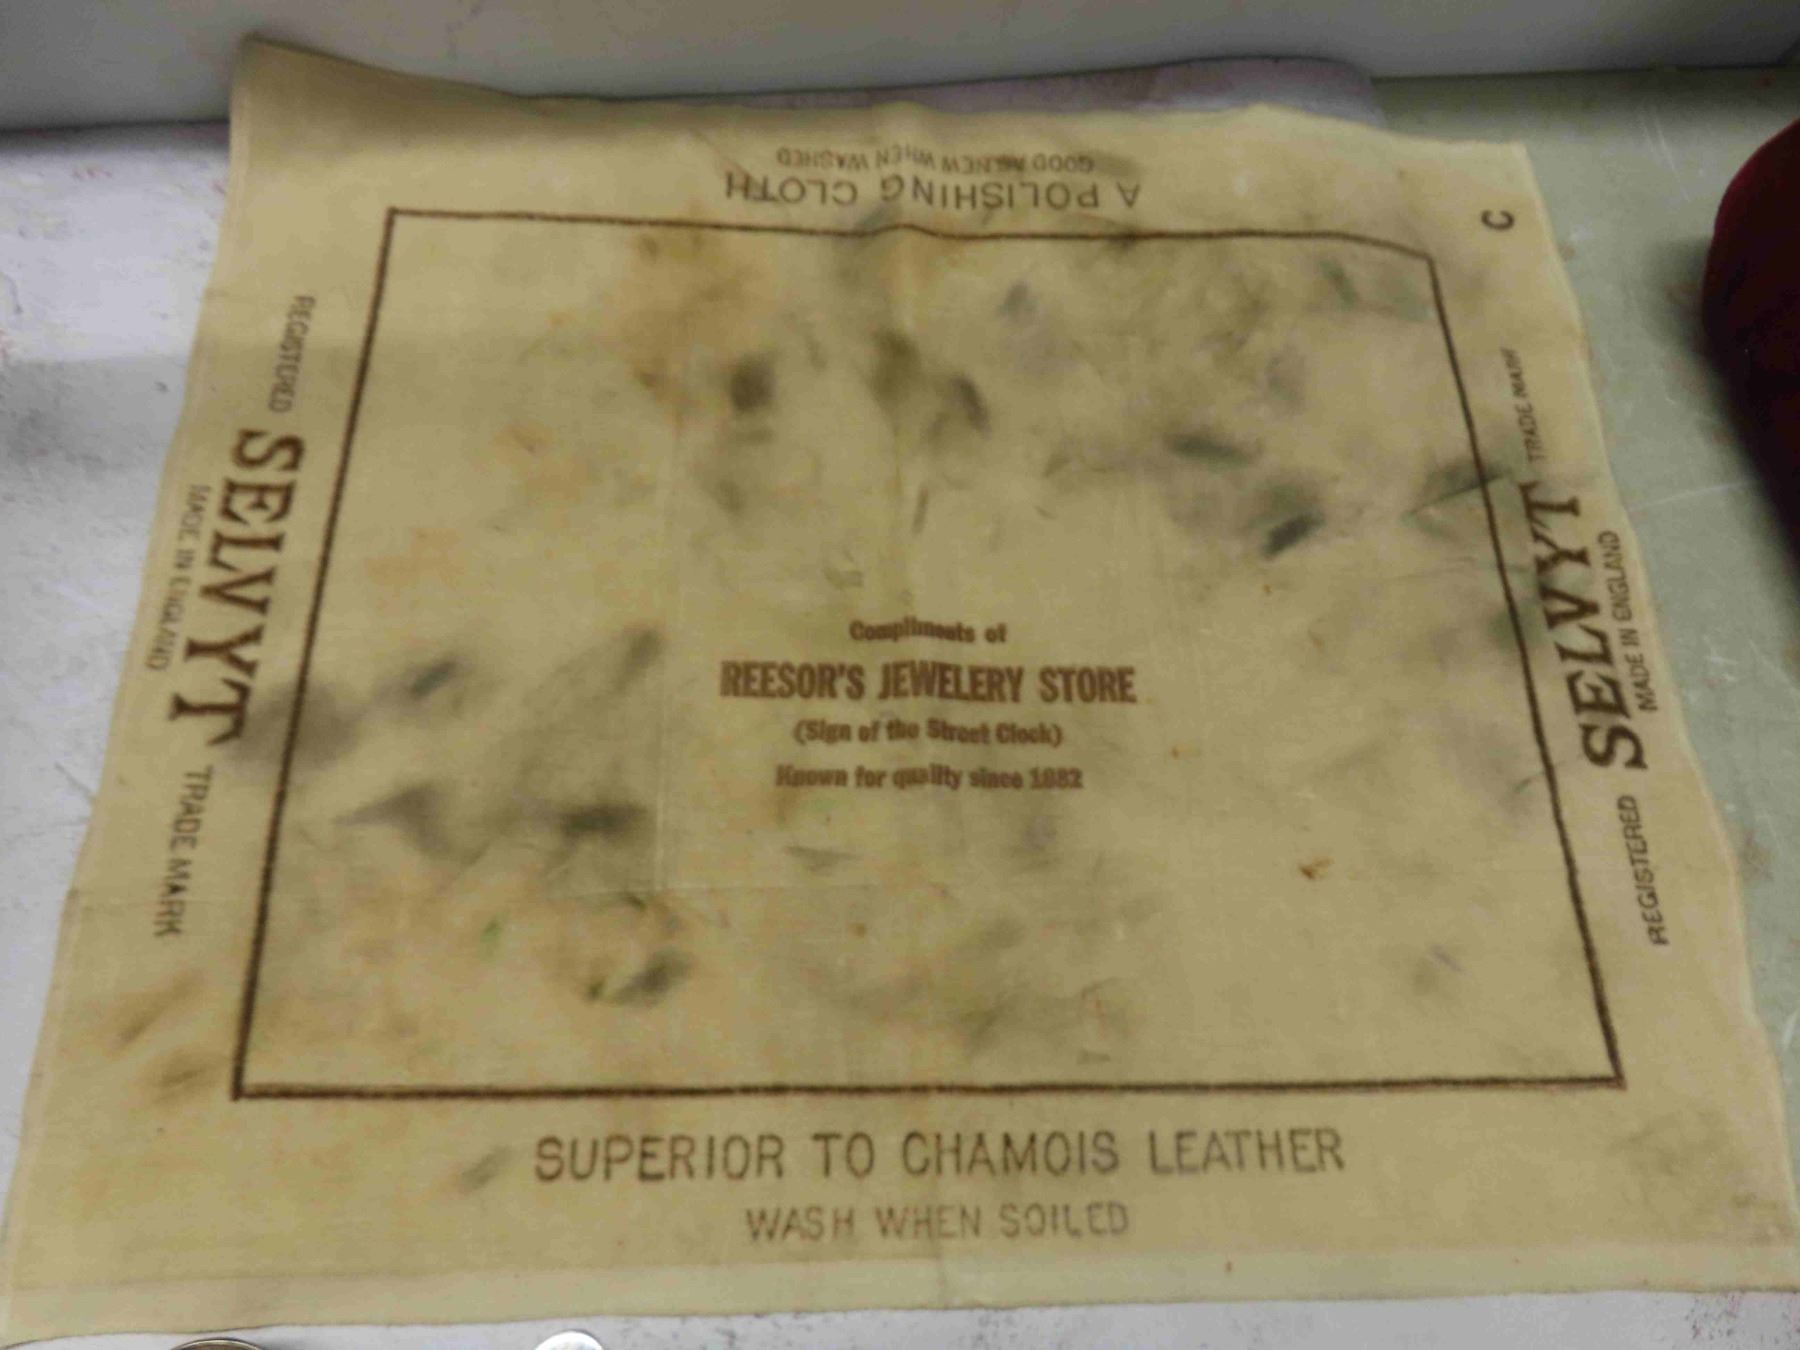 GOOD AS NEW WHEN WASHED
A POLISHING CLOTH
C
REGISTERED SELVYT TRADE MARK
MADE IN ENGLAND
REGISTERED SELVYT TRADE MARK
MADE IN ENGLAND
Compliments of
REESOR'S JEWELERY STORE
(Sign of the Street Clock)
Known for quality since 1882
SUPERIOR TO CHAMOIS LEATHER
WASH WHEN SOILED